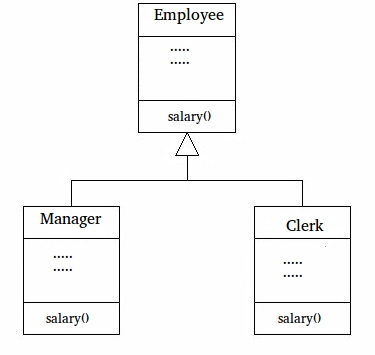 Employee
.....
.....
salary()
Manager
.....
.....
salary()
Clerk
.....
.....
salary()